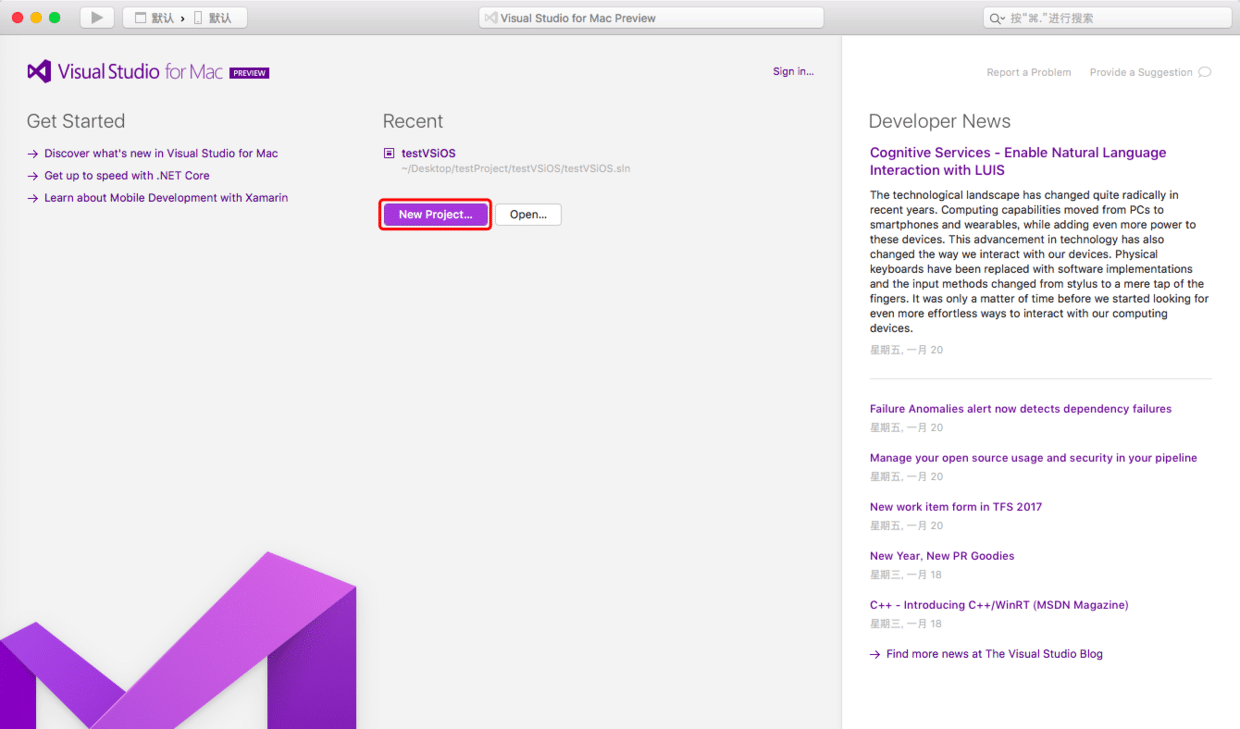 默认 › 默认
Visual Studio for Mac Preview
按"⌘."进行搜索
Visual Studio for Mac PREVIEW
Sign in...
Report a Problem
Provide a Suggestion
Get Started
→ Discover what's new in Visual Studio for Mac
→ Get up to speed with .NET Core
→ Learn about Mobile Development with Xamarin
Recent
testVSiOS
~/Desktop/testProject/testVSiOS/testVSiOS.sln
New Project...
Open...
Developer News
Cognitive Services - Enable Natural Language
Interaction with LUIS
The technological landscape has changed quite radically in
recent years. Computing capabilities moved from PCs to
smartphones and wearables, while adding even more power to
these devices. This advancement in technology has also
changed the way we interact with our devices. Physical
keyboards have been replaced with software implementations
and the input methods changed from stylus to a mere tap of the
fingers. It was only a matter of time before we started looking for
even more effortless ways to interact with our computing
devices.
星期五, 一月 20
Failure Anomalies alert now detects dependency failures
星期五, 一月 20
Manage your open source usage and security in your pipeline
星期五, 一月 20
New work item form in TFS 2017
星期五, 一月 20
New Year, New PR Goodies
星期三, 一月 18
C++ - Introducing C++/WinRT (MSDN Magazine)
星期三, 一月 18
→ Find more news at The Visual Studio Blog